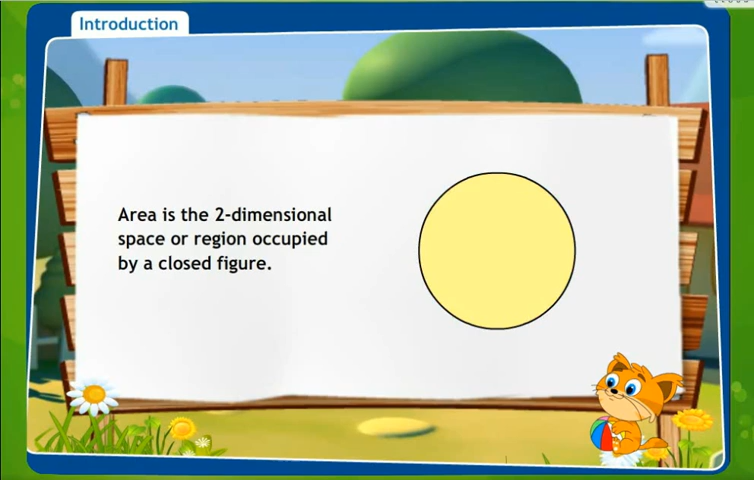 Introduction
Area is the 2-dimensional
space or region occupied
by a closed figure.